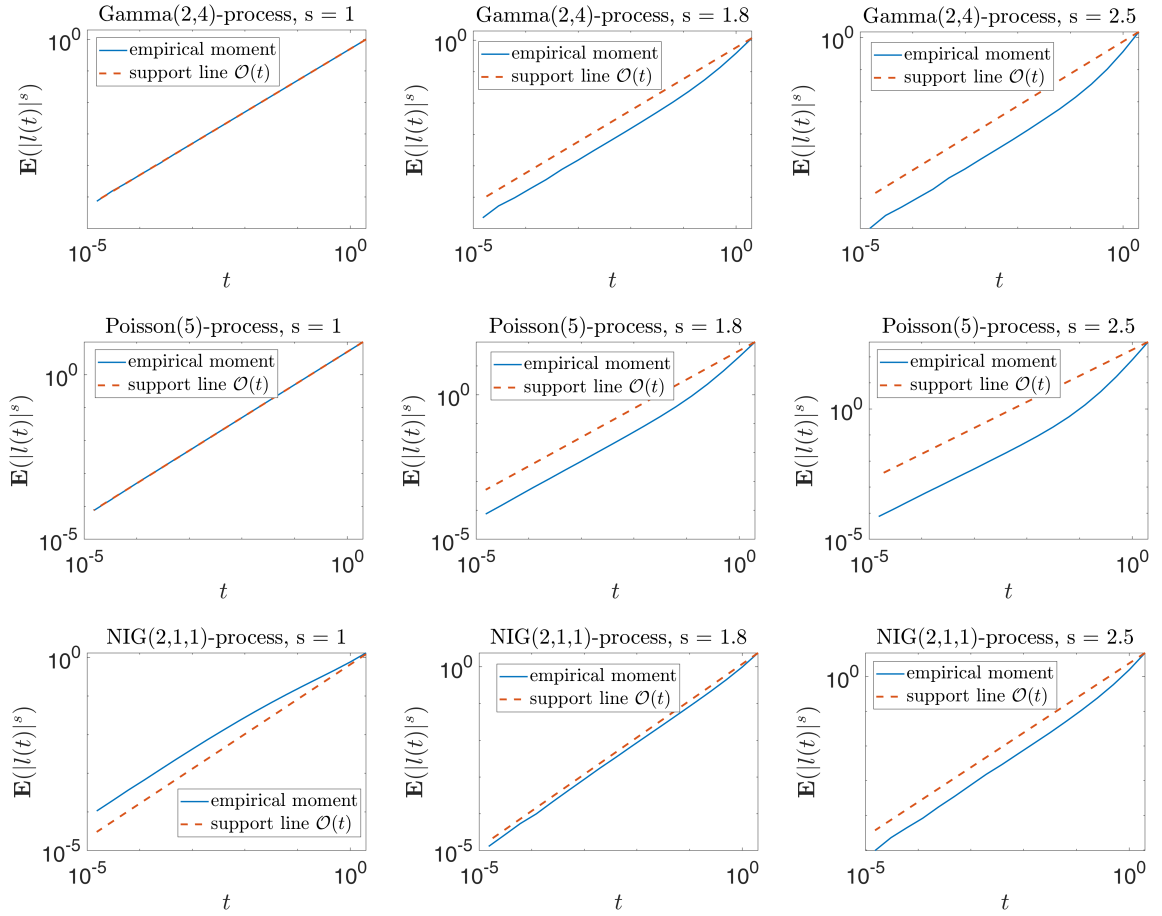 Gamma(2,4)-process, s = 1
10^0
empirical moment
support line O(t)
E(|l(t)|^s)
10^-5
10^0
t
Gamma(2,4)-process, s = 1.8
10^0
empirical moment
support line O(t)
E(|l(t)|^s)
10^-5
10^0
t
Gamma(2,4)-process, s = 2.5
10^0
empirical moment
support line O(t)
E(|l(t)|^s)
10^-5
10^0
t
Poisson(5)-process, s = 1
10^0
empirical moment
support line O(t)
E(|l(t)|^s)
10^-5
10^-5
10^0
t
Poisson(5)-process, s = 1.8
10^0
empirical moment
support line O(t)
E(|l(t)|^s)
10^-5
10^-5
10^0
t
Poisson(5)-process, s = 2.5
10^0
empirical moment
support line O(t)
E(|l(t)|^s)
10^-5
10^-5
10^0
t
NIG(2,1,1)-process, s = 1
10^0
E(|l(t)|^s)
empirical moment
support line O(t)
10^-5
10^-5
10^0
t
NIG(2,1,1)-process, s = 1.8
10^0
empirical moment
support line O(t)
E(|l(t)|^s)
10^-5
10^-5
10^0
t
NIG(2,1,1)-process, s = 2.5
10^0
empirical moment
support line O(t)
E(|l(t)|^s)
10^-5
10^0
t